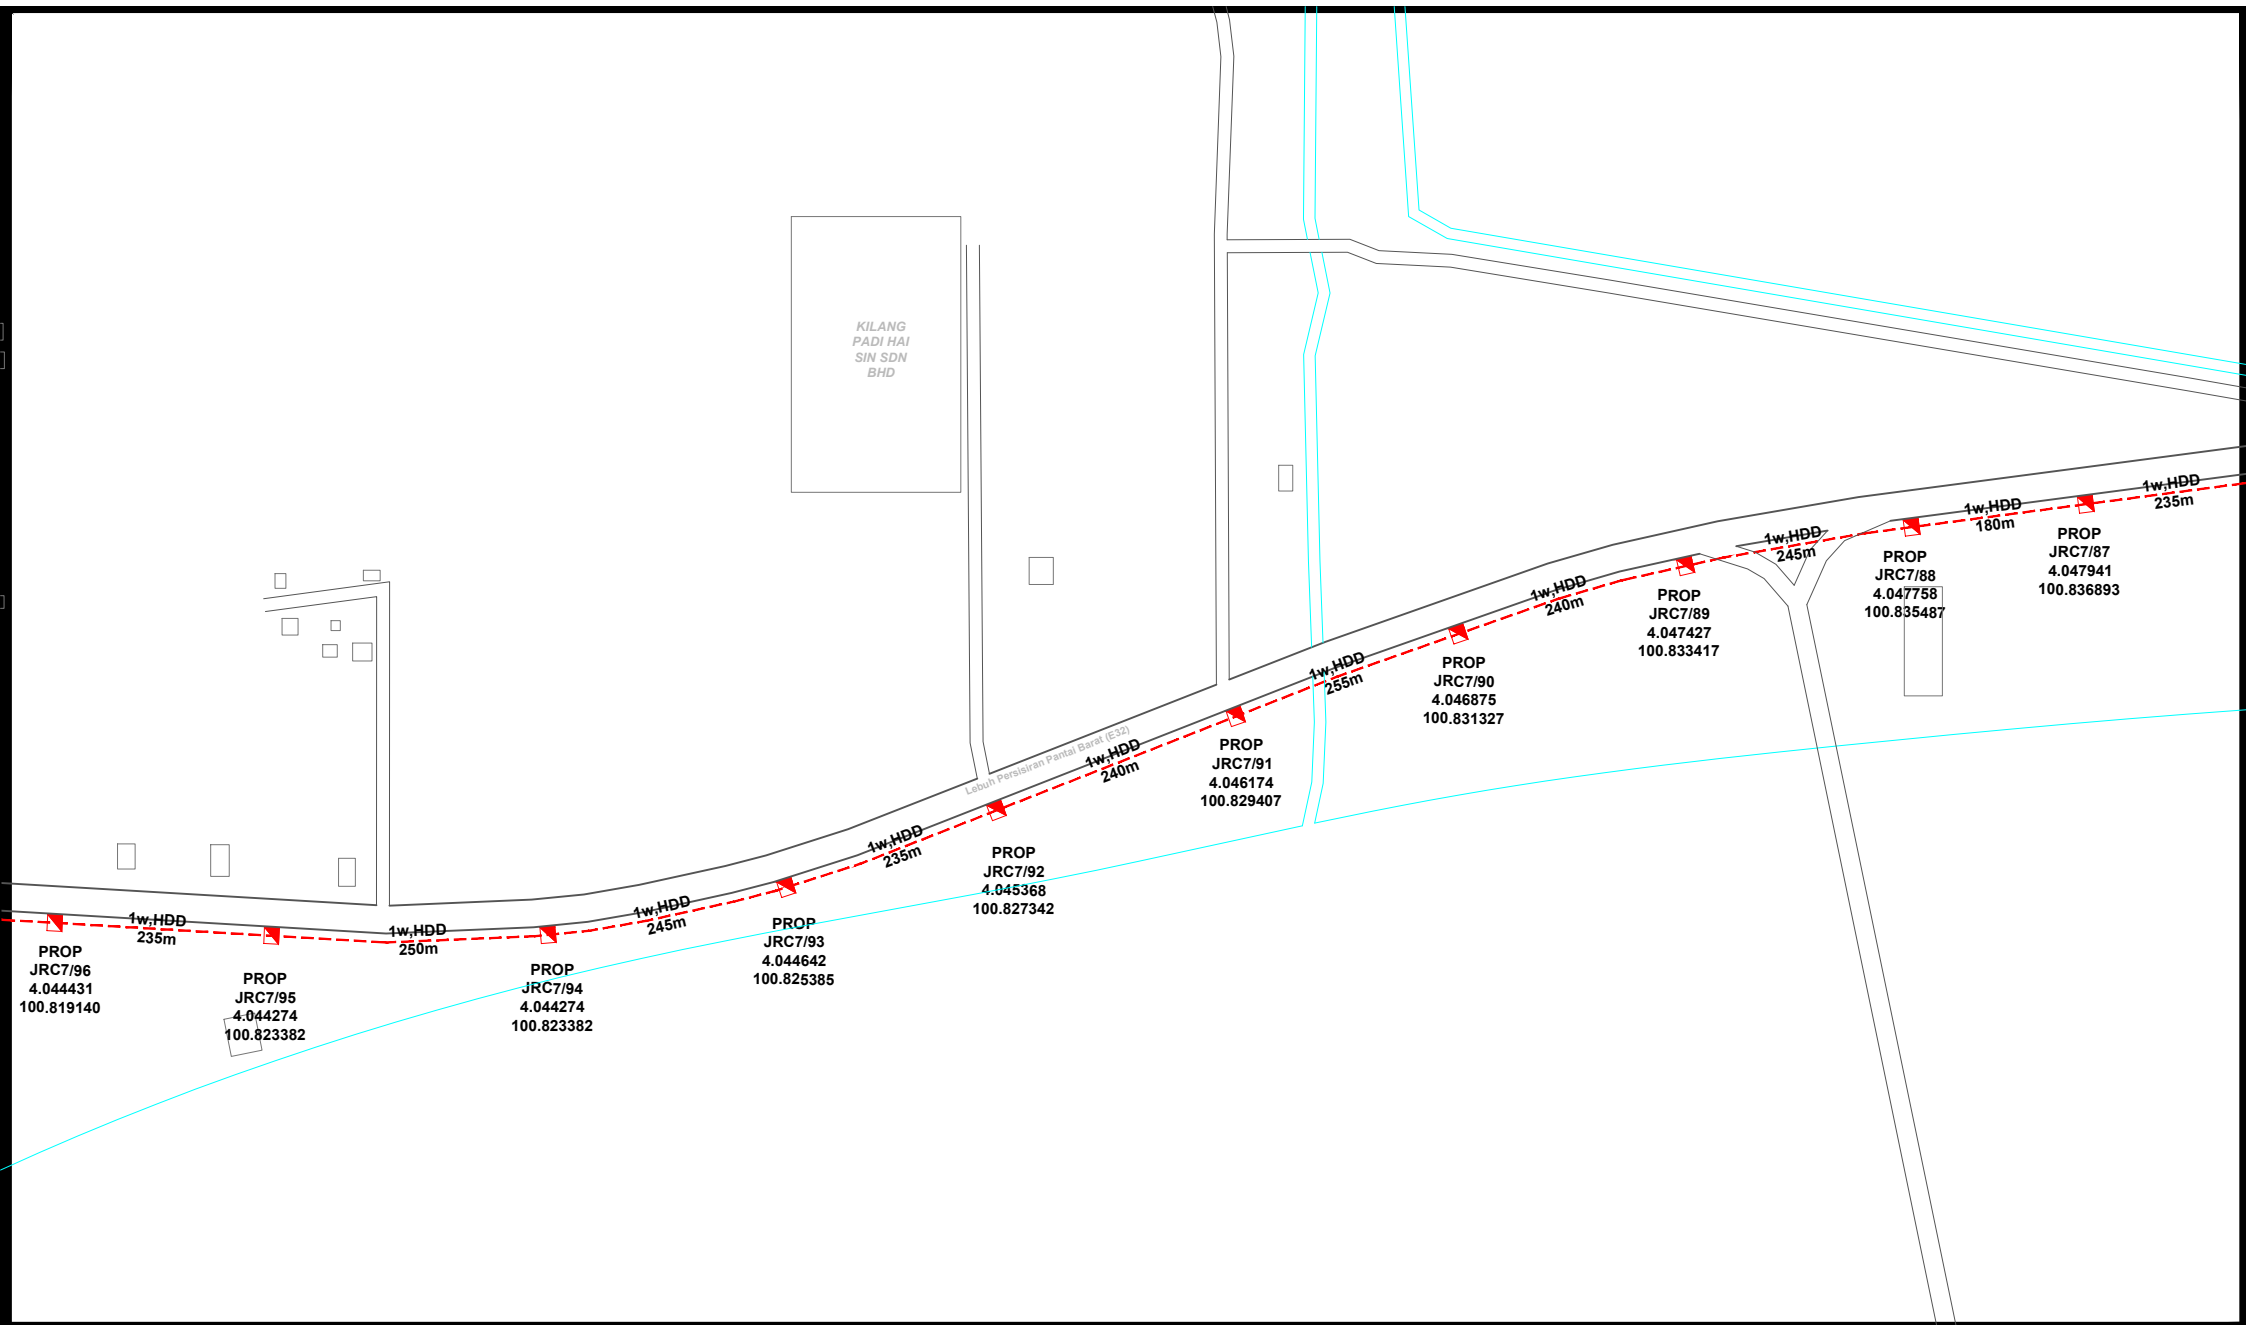 KILANG
PADI HAI
SIN SDN
BHD
Lebuh Persisiran Pantai Barat (E32)
1w,HDD
235m
1w,HDD
250m
1w,HDD
245m
1w,HDD
235m
1w,HDD
240m
1w,HDD
255m
1w,HDD
240m
1w,HDD
245m
1w,HDD
180m
1w,HDD
235m
PROP
JRC7/96
4.044431
100.819140
PROP
JRC7/95
4.044274
100.823382
PROP
JRC7/94
4.044274
100.823382
PROP
JRC7/93
4.044642
100.825385
PROP
JRC7/92
4.045368
100.827342
PROP
JRC7/91
4.046174
100.829407
PROP
JRC7/90
4.046875
100.831327
PROP
JRC7/89
4.047427
100.833417
PROP
JRC7/88
4.047758
100.835487
PROP
JRC7/87
4.047941
100.836893